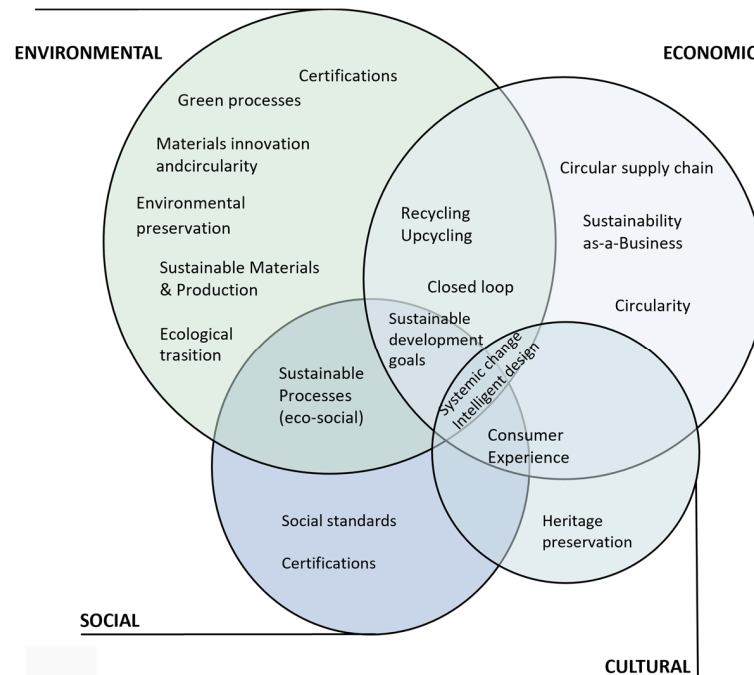 ENVIRONMENTAL
ECONOMIC
Certifications
Green processes
Materials innovation
andcircularity
Environmental
preservation
Sustainable Materials
& Production
Ecological
trasition
Recycling
Upcycling
Closed loop
Circular supply chain
Sustainability
as-a-Business
Circularity
Sustainable
development
goals
Systemic change
Intelligent design
Sustainable
Processes
(eco-social)
Consumer
Experience
Social standards
Certifications
Heritage
preservation
SOCIAL
CULTURAL